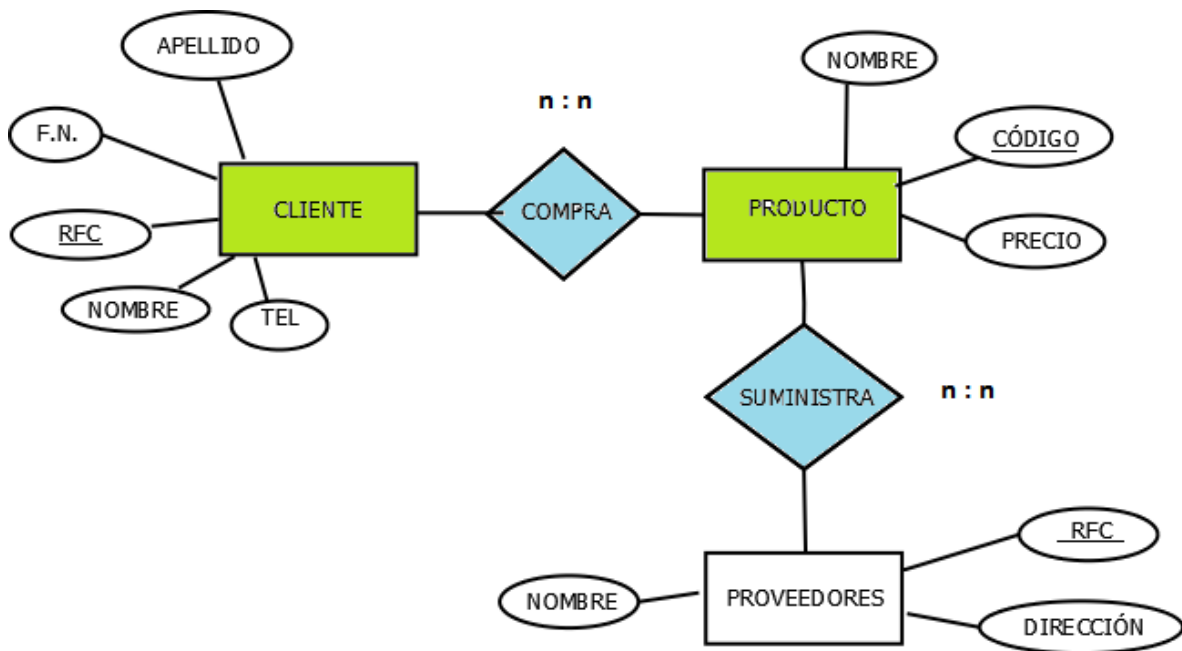 APELLIDO
NOMBRE
n : n
F.N.
CÓDIGO
CLIENTE
COMPRA
PRODUCTO
RFC
PRECIO
NOMBRE
TEL
SUMINISTRA
n : n
RFC
NOMBRE
PROVEEDORES
DIRECCIÓN